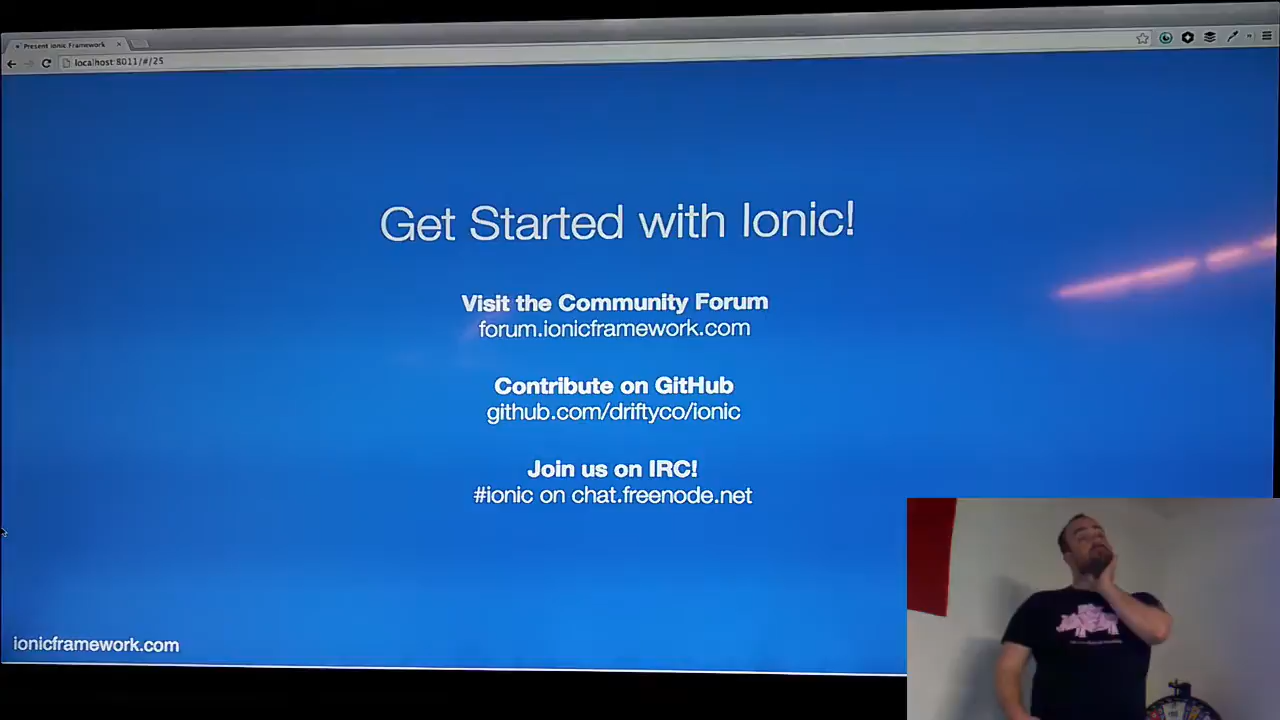 Present Ionic Framework
localhost:8011/#/25
Get Started with Ionic!
Visit the Community Forum
forum.ionicframework.com
Contribute on GitHub
github.com/driftyco/ionic
Join us on IRC!
#ionic on chat.freenode.net
ionicframework.com